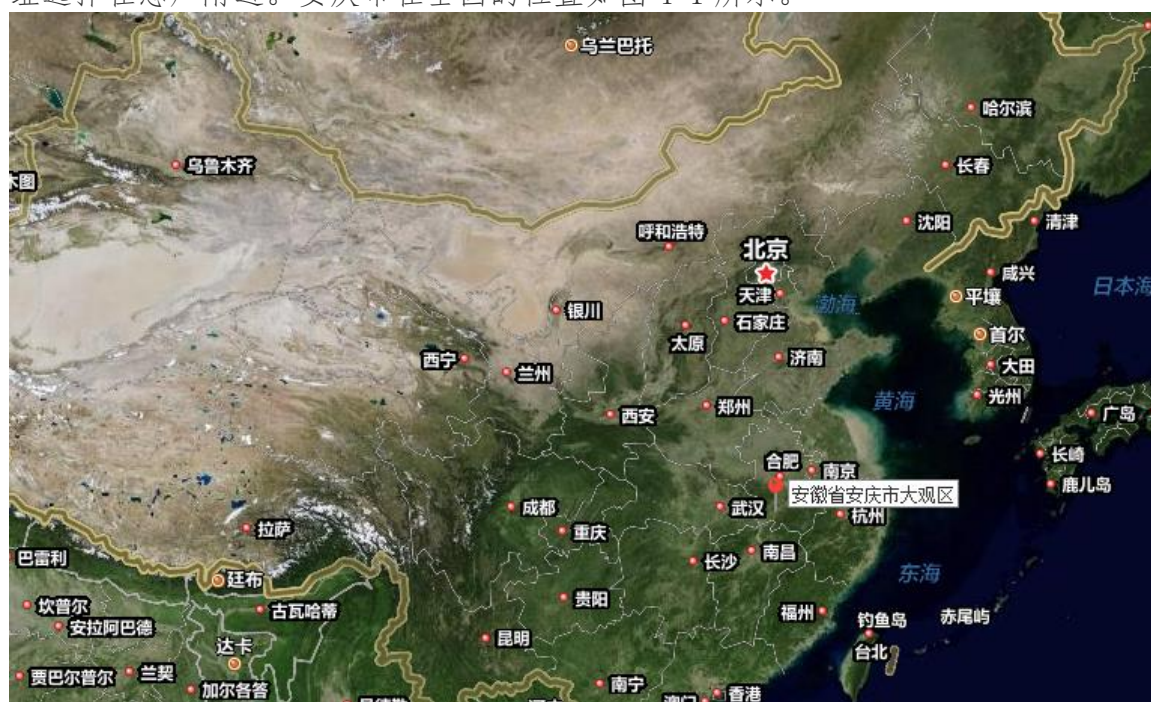 安庆市在全国的位置如图 1-1 所示。
乌兰巴托
哈尔滨
乌鲁木齐
长春
木图
沈阳
清津
呼和浩特
北京
咸兴
日本海
天津
渤海
平壤
银川
石家庄
首尔
太原
西宁
济南
大田
兰州
黄海
光州
郑州
西安
广岛
合肥
南京
长崎
安徽省安庆市大观区
鹿儿岛
成都
武汉
杭州
拉萨
重庆
巴雷利
长沙
南昌
廷布
东海
坎普尔
贵阳
古瓦哈蒂
安拉阿巴德
福州
钓鱼岛
赤尾屿
昆明
达卡
台北
贾巴尔普尔
兰契
加尔各答
南宁
香港
澳门
河内
曼德勒